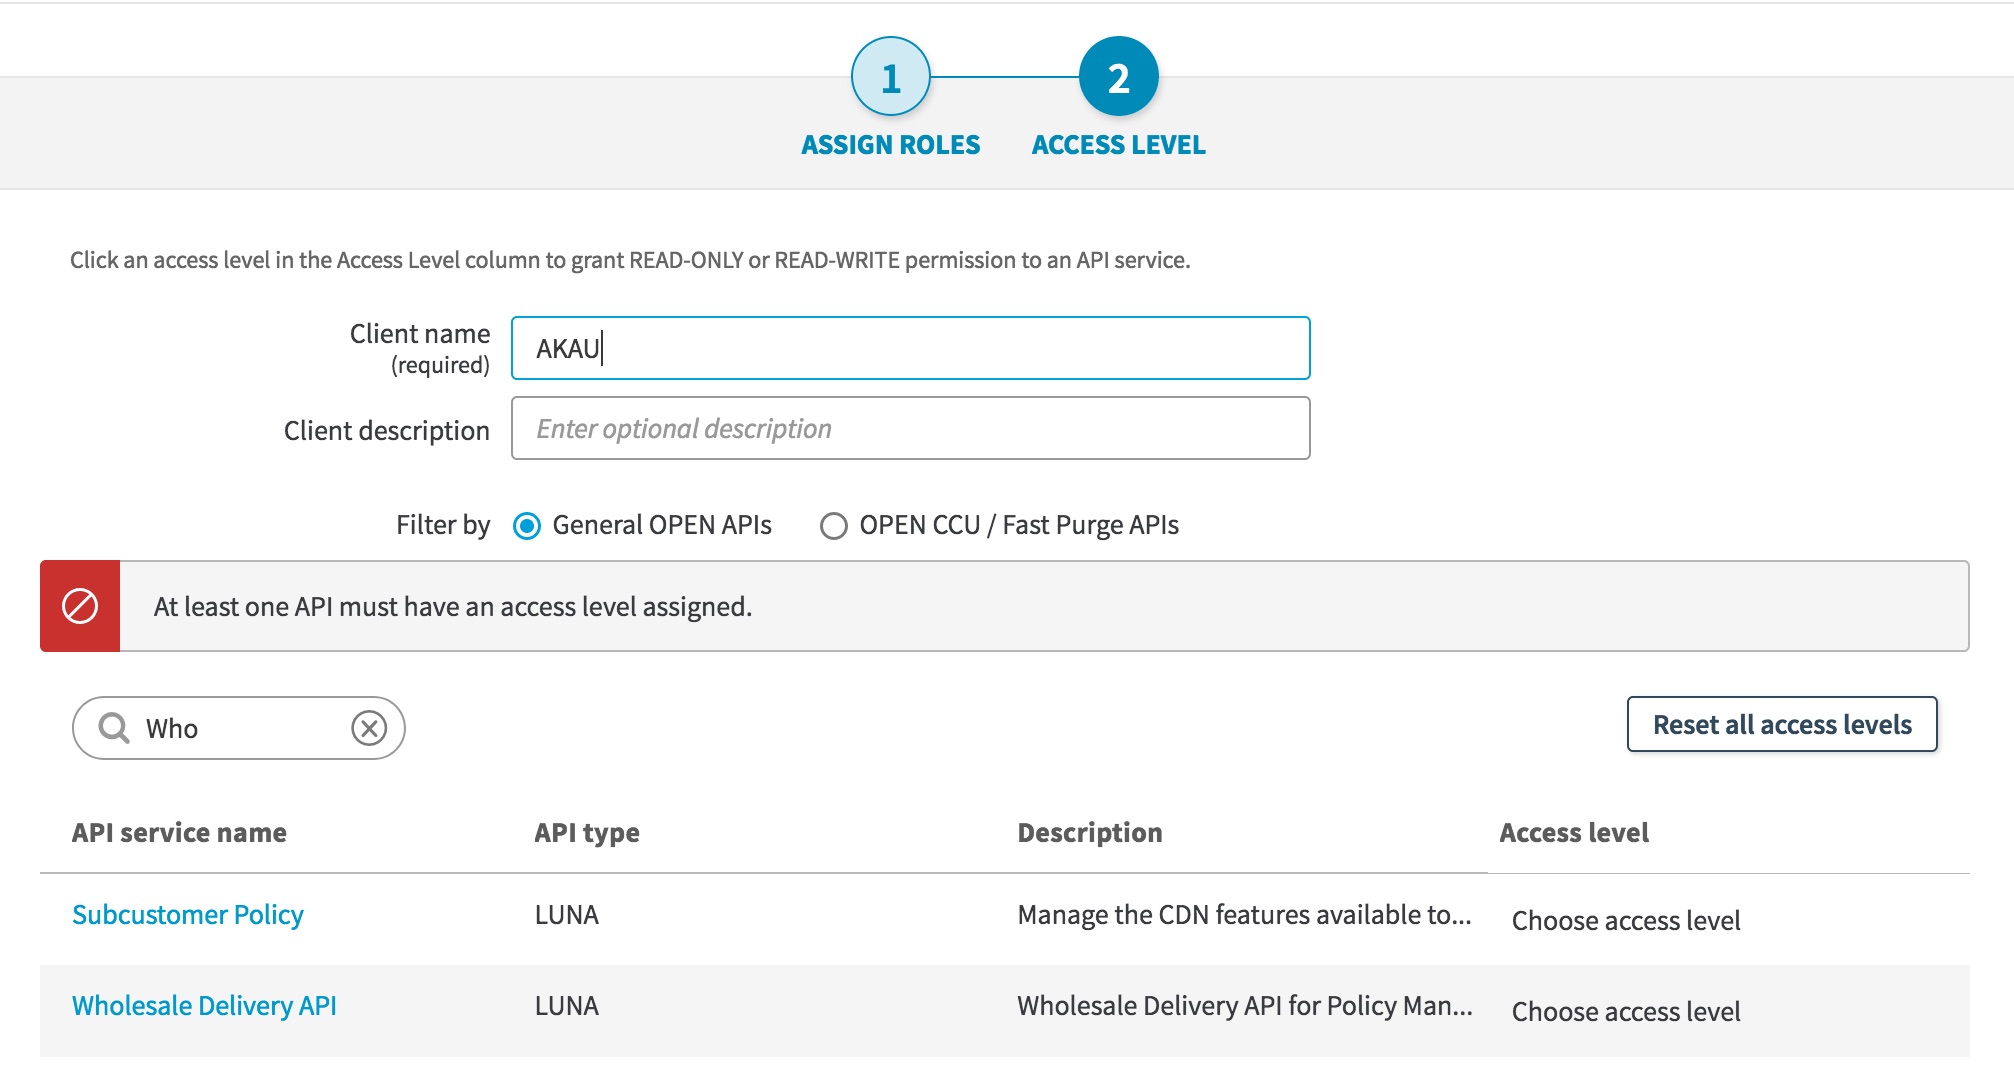 1
2
ASSIGN ROLES
ACCESS LEVEL
Click an access level in the Access Level column to grant READ-ONLY or READ-WRITE permission to an API service.
Client name
(required)
AKAU
Client description
Enter optional description
Filter by
General OPEN APIs
OPEN CCU / Fast Purge APIs
At least one API must have an access level assigned.
Who
Reset all access levels
API service name
API type
Description
Access level
Subcustomer Policy
LUNA
Manage the CDN features available to...
Choose access level
Wholesale Delivery API
LUNA
Wholesale Delivery API for Policy Man...
Choose access level